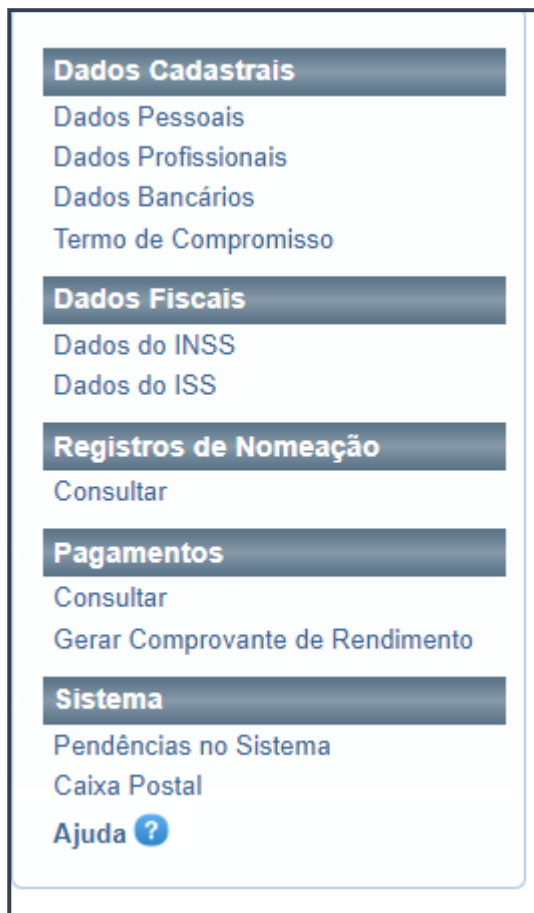 Dados Cadastrais
Dados Pessoais
Dados Profissionais
Dados Bancários
Termo de Compromisso
Dados Fiscais
Dados do INSS
Dados do ISS
Registros de Nomeação
Consultar
Pagamentos
Consultar
Gerar Comprovante de Rendimento
Sistema
Pendências no Sistema
Caixa Postal
Ajuda ?